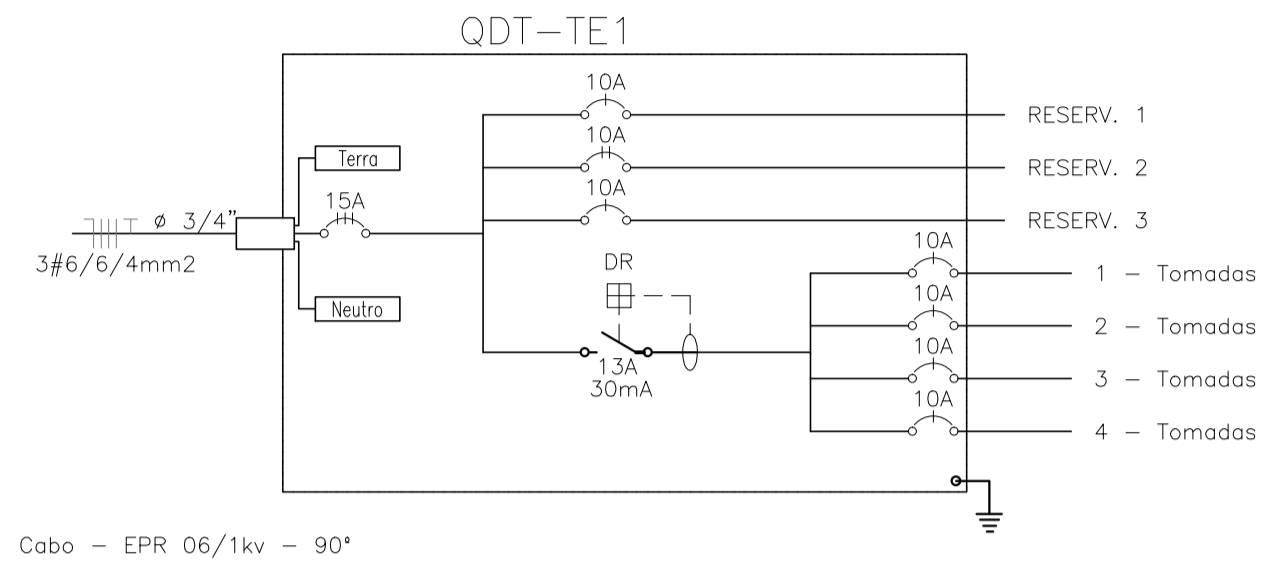 QDT-TE1
10A
RESERV. 1
10A
RESERV. 2
Terra
10A
15A
ø 3/4"
RESERV. 3
3#6/6/4mm2
10A
DR
1 - Tomadas
10A
Neutro
2 - Tomadas
10A
13A
30mA
3 - Tomadas
10A
4 - Tomadas
Cabo - EPR 06/1kv - 90°